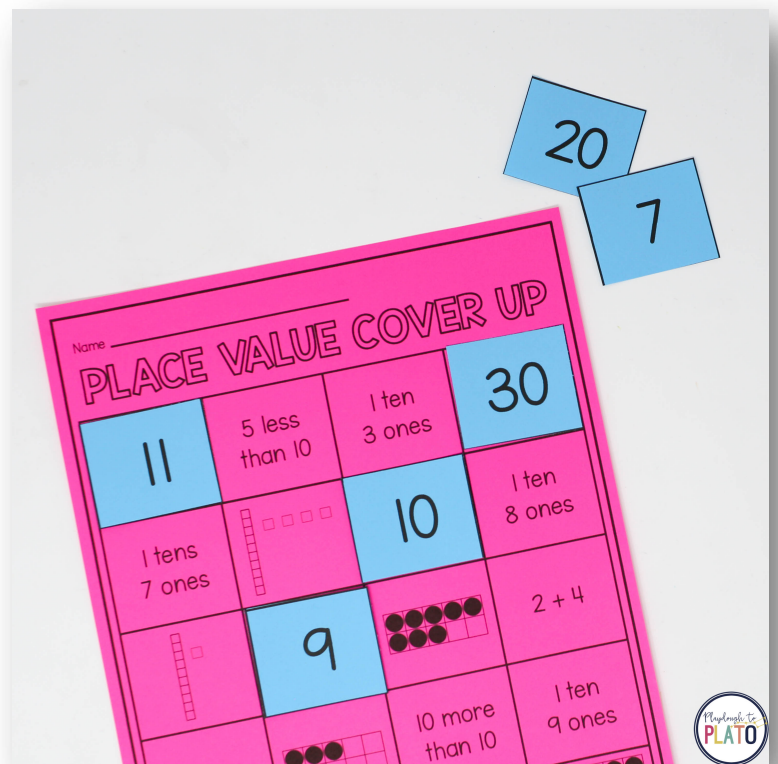 20
7
Name
PLACE VALUE COVER UP
11
5 less
than 10
1 ten
3 ones
30
1 tens
7 ones
10
1 ten
8 ones
9
2 + 4
10 more
than 10
1 ten
9 ones
Playdough to
PLATO